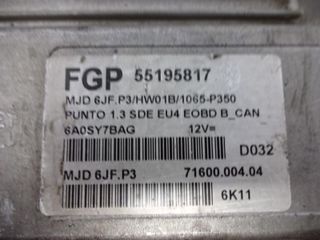 FGP 55195817
MJD 6JF.P3/HW01B/1065-P350
PUNTO 1.3 SDE EU4 EOBD B_CAN
6A0SY7BAG 12V=
D032
MJD 6JF.P3 71600.004.04
6K11